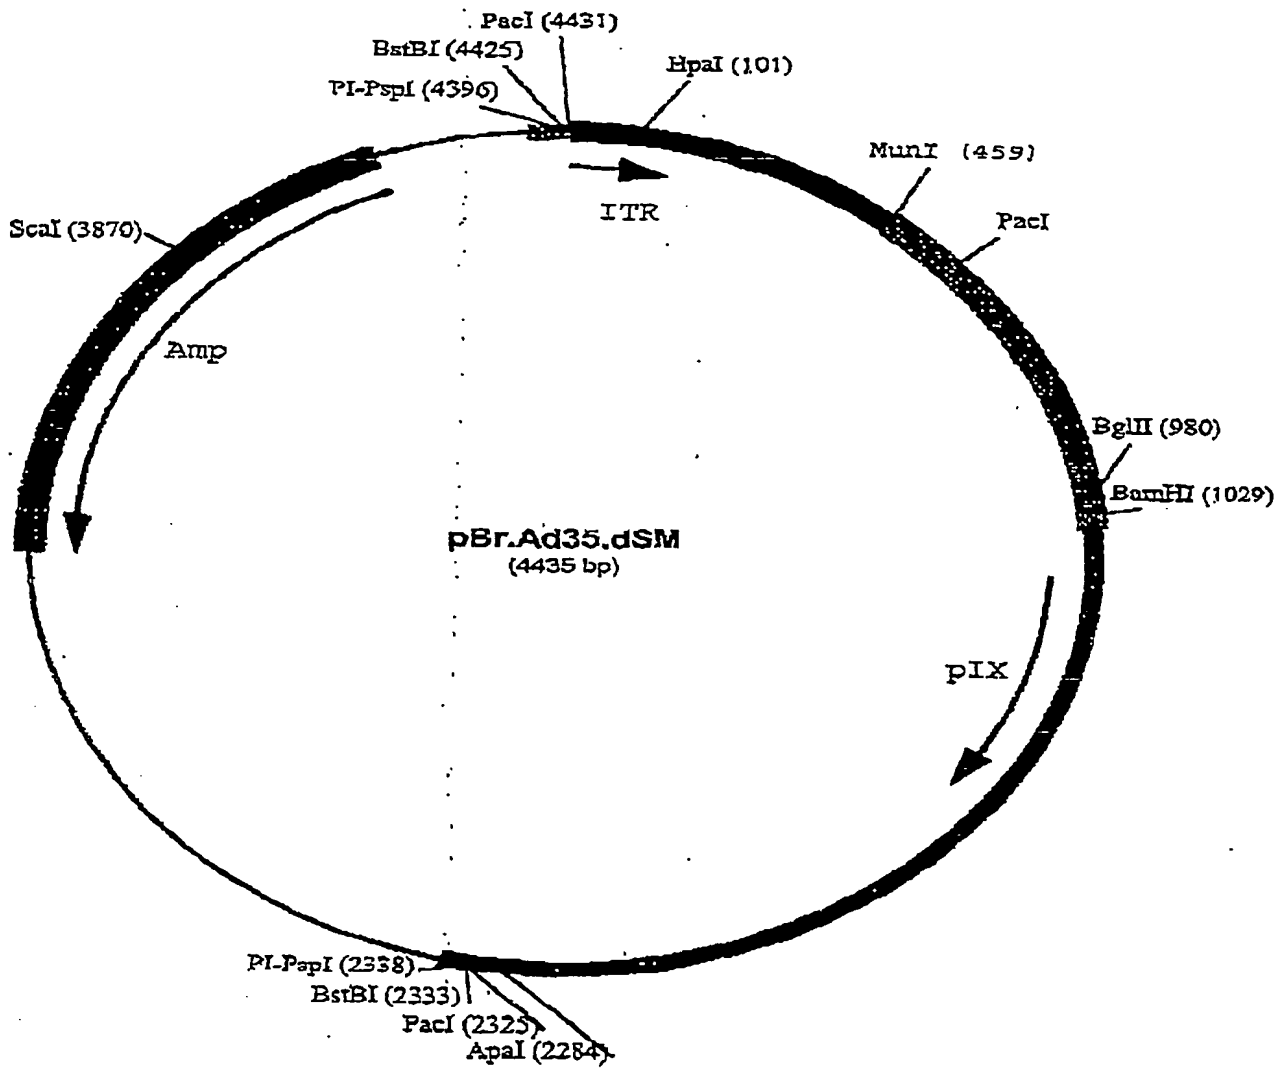 PacI (4431)
BstBI (4425)
PI-PspI (4396)
HpaI (101)
MunI (459)
PacI
ITR
ScaI (3870)
Amp
BglII (980)
BamHI (1029)
pBr.Ad35.dSM
(4435 bp)
pIX
PI-PspI (2338)
BstBI (2333)
PacI (2325)
ApaI (2284)